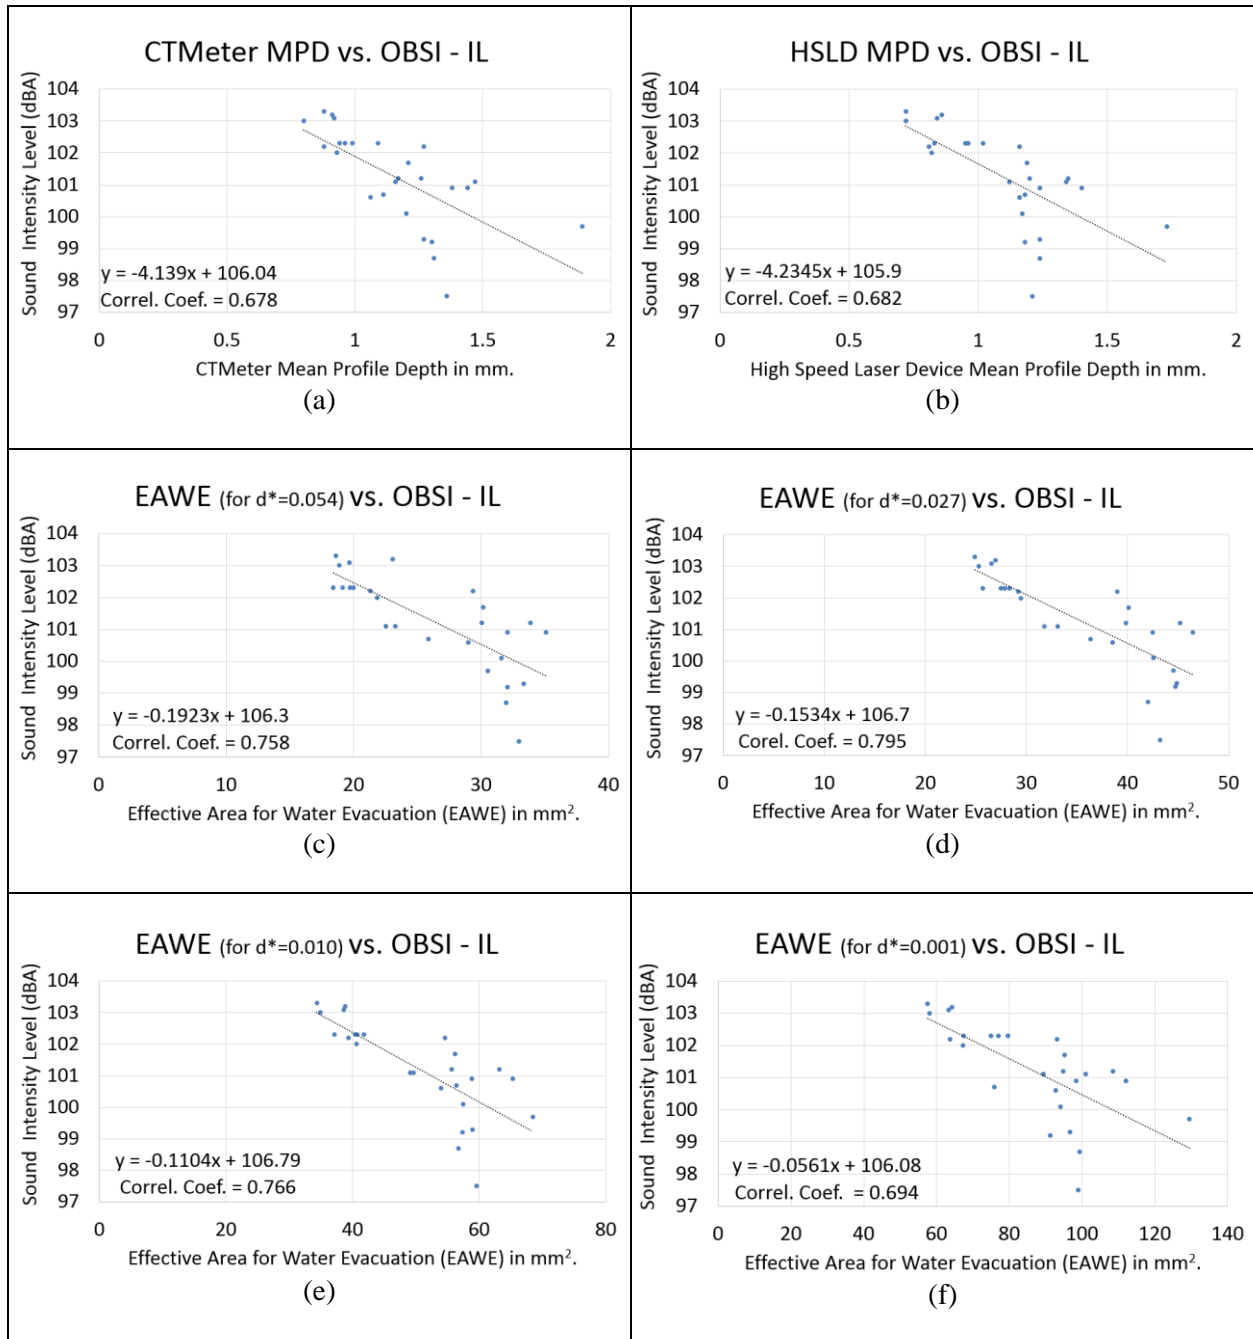 CTMeter MPD vs. OBSI - IL
Sound Intensity Level (dBA)
104
103
102
101
100
99
98
97
y = -4.139x + 106.04
Correl. Coef. = 0.678
0 0.5 1 1.5 2
CTMeter Mean Profile Depth in mm.
(a)
HSLD MPD vs. OBSI - IL
Sound Intensity Level (dBA)
104
103
102
101
100
99
98
97
y = -4.2345x + 105.9
Correl. Coef. = 0.682
0 0.5 1 1.5 2
High Speed Laser Device Mean Profile Depth in mm.
(b)
EAWE (for d*=0.054) vs. OBSI - IL
Sound Intensity Level (dBA)
104
103
102
101
100
99
98
97
y = -0.1923x + 106.3
Correl. Coef. = 0.758
0 10 20 30 40
Effective Area for Water Evacuation (EAWE) in mm².
(c)
EAWE (for d*=0.027) vs. OBSI - IL
Sound Intensity Level (dBA)
104
103
102
101
100
99
98
97
y = -0.1534x + 106.7
Corel. Coef. = 0.795
0 10 20 30 40 50
Effective Area for Water Evacuation (EAWE) in mm².
(d)
EAWE (for d*=0.010) vs. OBSI - IL
Sound Intensity Level (dBA)
104
103
102
101
100
99
98
97
y = -0.1104x + 106.79
Correl. Coef. = 0.766
0 20 40 60 80
Effective Area for Water Evacuation (EAWE) in mm².
(e)
EAWE (for d*=0.001) vs. OBSI - IL
Sound Intensity Level (dBA)
104
103
102
101
100
99
98
97
y = -0.0561x + 106.08
Correl. Coef. = 0.694
0 20 40 60 80 100 120 140
Effective Area for Water Evacuation (EAWE) in mm².
(f)